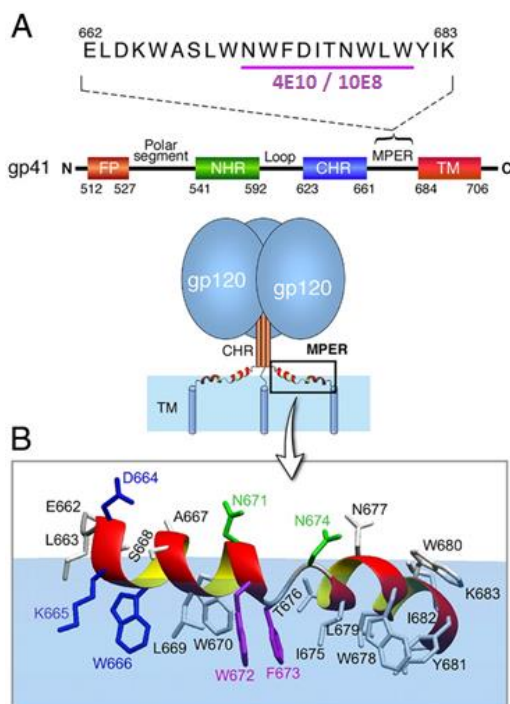 A
662 683
ELDKWASLWNWFDITNWLWYIK
4E10 / 10E8
Polar segment
Loop
MPER
gp41 N FP NHR CHR TM C
512 527 541 592 623 661 684 706
gp120 gp120
CHR MPER
TM
B
D664
E662
L663
S668
A667
N671
N674
N677
W680
K683
K665
W666
L669
W670
W672
F673
T676
I675
L679
W678
I682
Y681